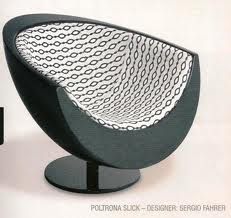 POLTRONA SLICK – DESIGNER: SERGIO FAHRER